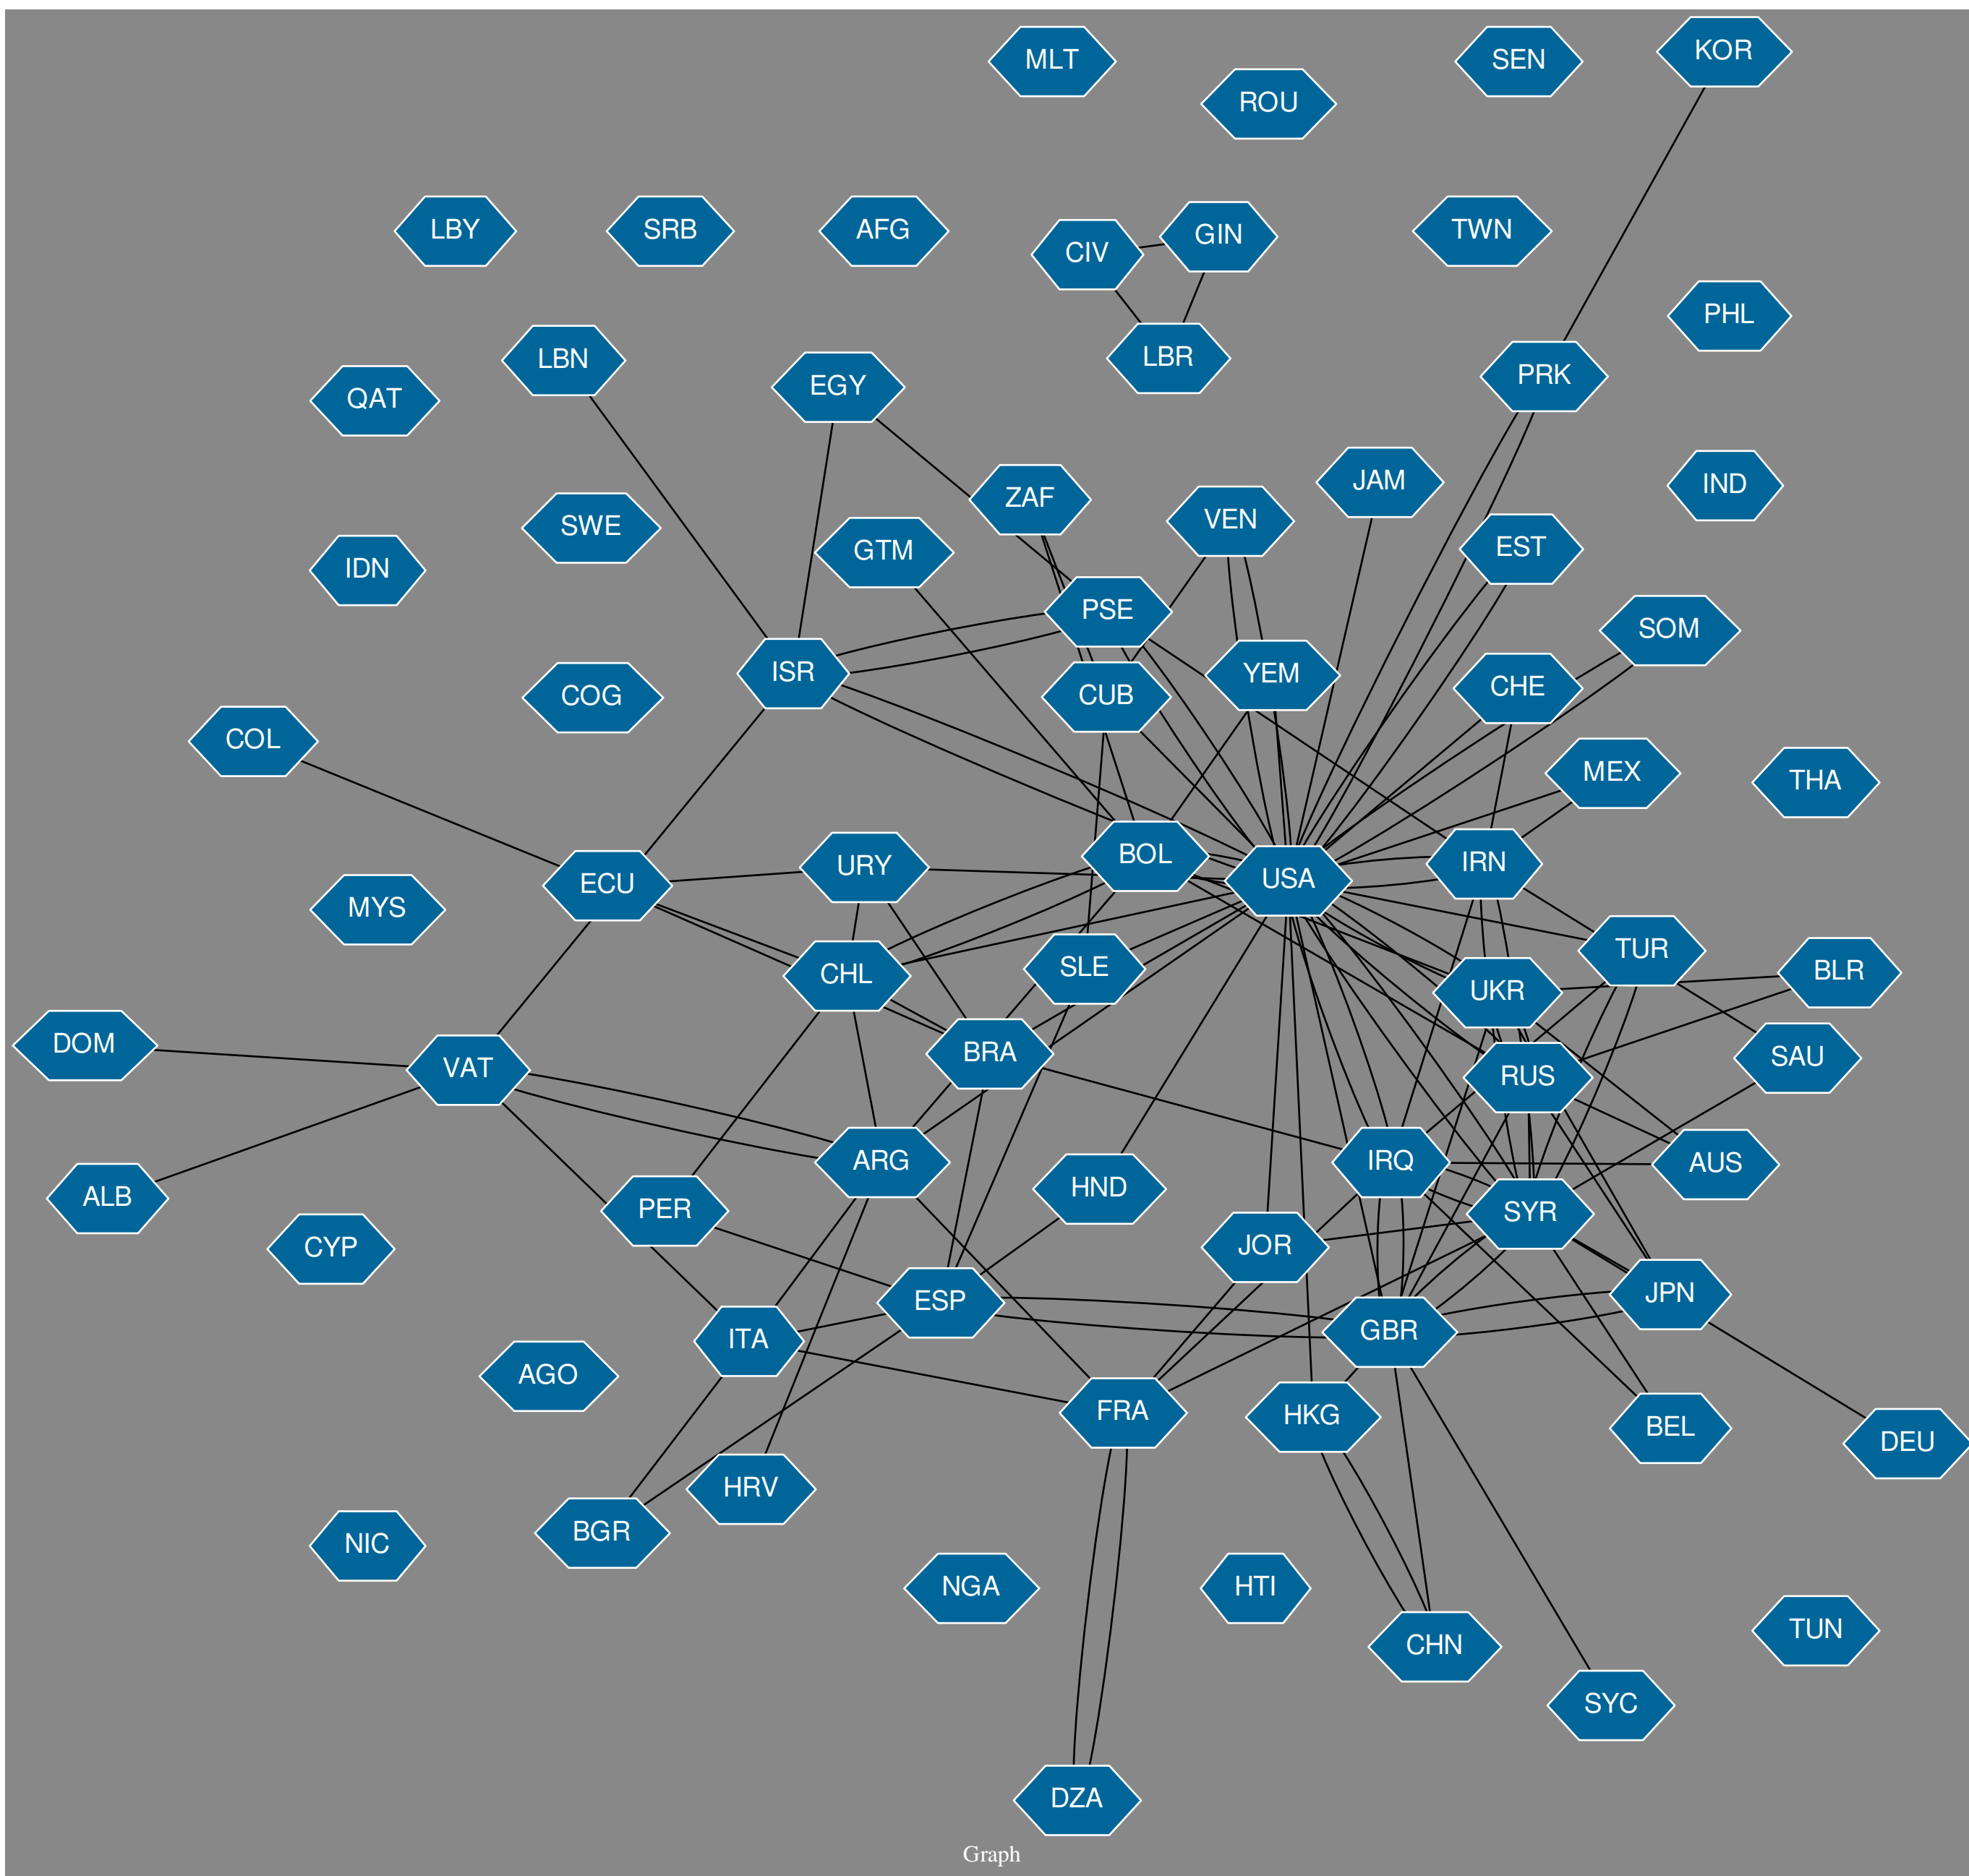 KOR
MLT
SEN
ROU
LBY
SRB
AFG
CIV
GIN
TWN
PHL
LBN
LBR
EGY
PRK
QAT
JAM
IND
ZAF
SWE
VEN
GTM
EST
IDN
PSE
SOM
ISR
YEM
CHE
COG
CUB
COL
MEX
THA
BOL
URY
IRN
ECU
USA
MYS
TUR
CHL
SLE
BLR
UKR
DOM
BRA
SAU
VAT
RUS
ARG
IRQ
AUS
ALB
HND
PER
SYR
CYP
JOR
ESP
JPN
ITA
GBR
AGO
FRA
HKG
BEL
DEU
HRV
BGR
NIC
NGA
HTI
TUN
CHN
SYC
DZA
Graph